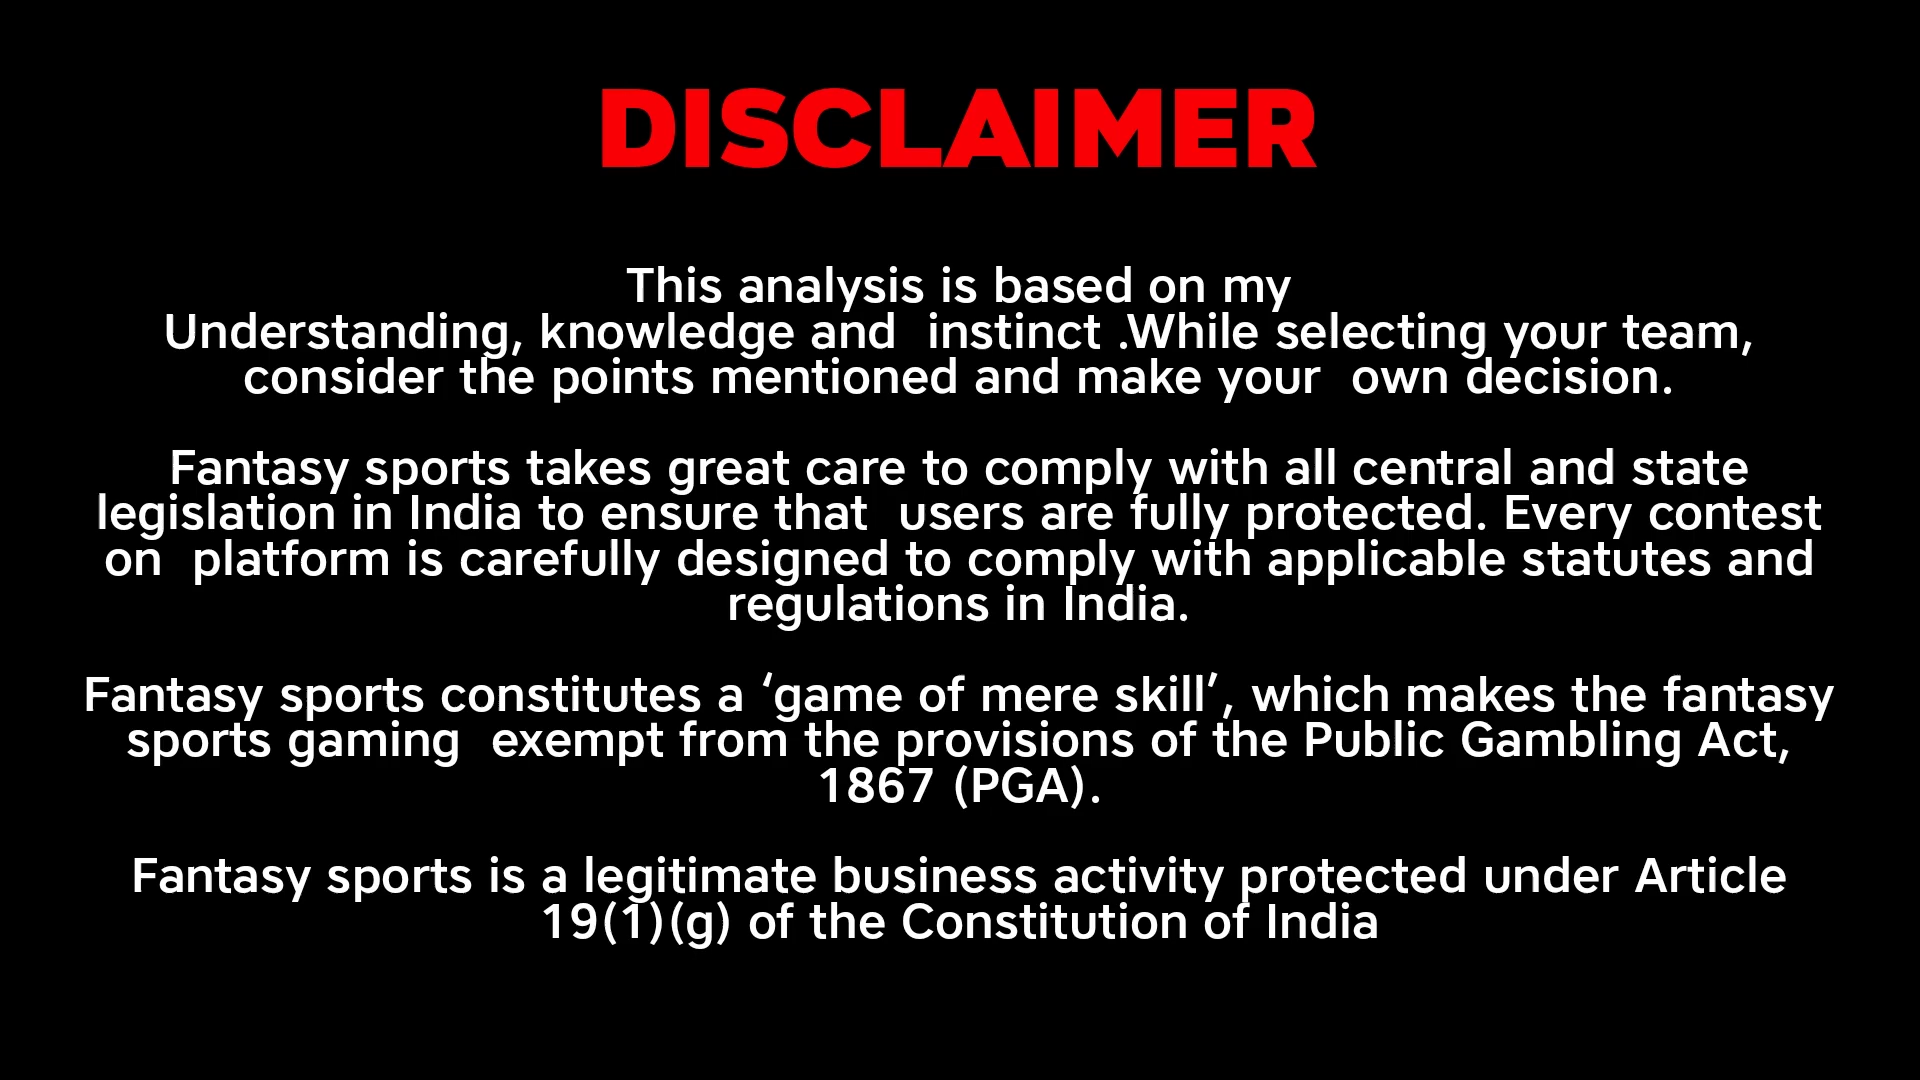 DISCLAIMER
This analysis is based on my
Understanding, knowledge and  instinct .While selecting your team,
consider the points mentioned and make your  own decision.
Fantasy sports takes great care to comply with all central and state
legislation in India to ensure that  users are fully protected. Every contest
on  platform is carefully designed to comply with applicable statutes and
regulations in India.
Fantasy sports constitutes a ‘game of mere skill’, which makes the fantasy
sports gaming  exempt from the provisions of the Public Gambling Act,
1867 (PGA).
Fantasy sports is a legitimate business activity protected under Article
19(1)(g) of the Constitution of India